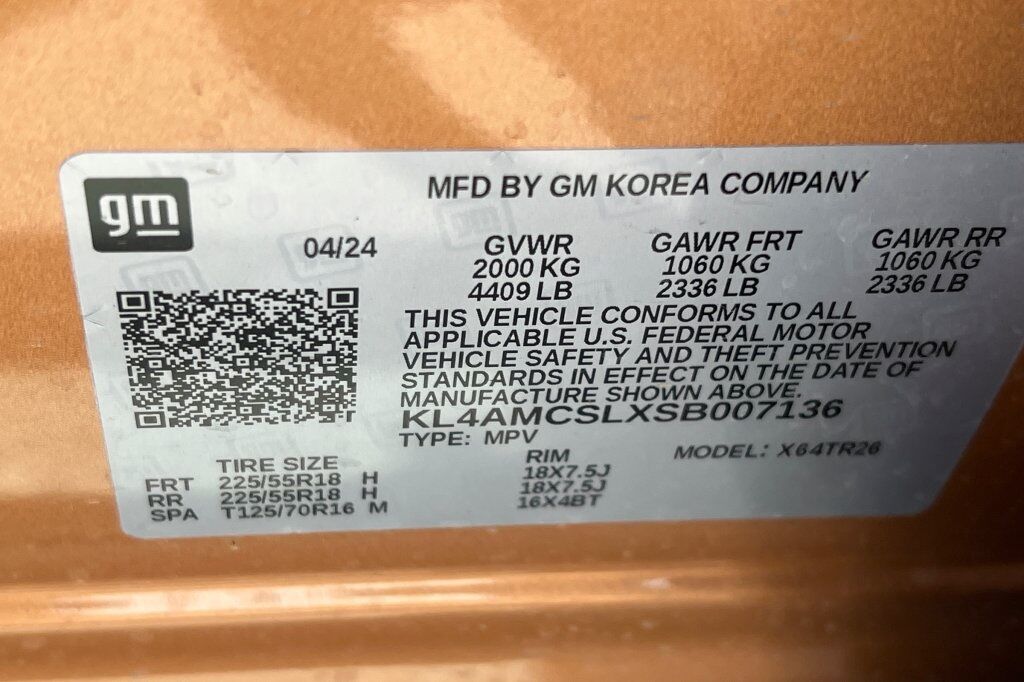 gm
MFD BY GM KOREA COMPANY
04/24 GVWR GAWR FRT GAWR RR
2000 KG 1060 KG 1060 KG
4409 LB 2336 LB 2336 LB
THIS VEHICLE CONFORMS TO ALL
APPLICABLE U.S. FEDERAL MOTOR
VEHICLE SAFETY AND THEFT PREVENTION
STANDARDS IN EFFECT ON THE DATE OF
MANUFACTURE SHOWN ABOVE.
KL4AMCSLXSB007136
TYPE: MPV MODEL: X64TR26
TIRE SIZE RIM
FRT 225/55R18 H 18X7.5J
RR 225/55R18 H 18X7.5J
SPA T125/70R16 M 16X4BT